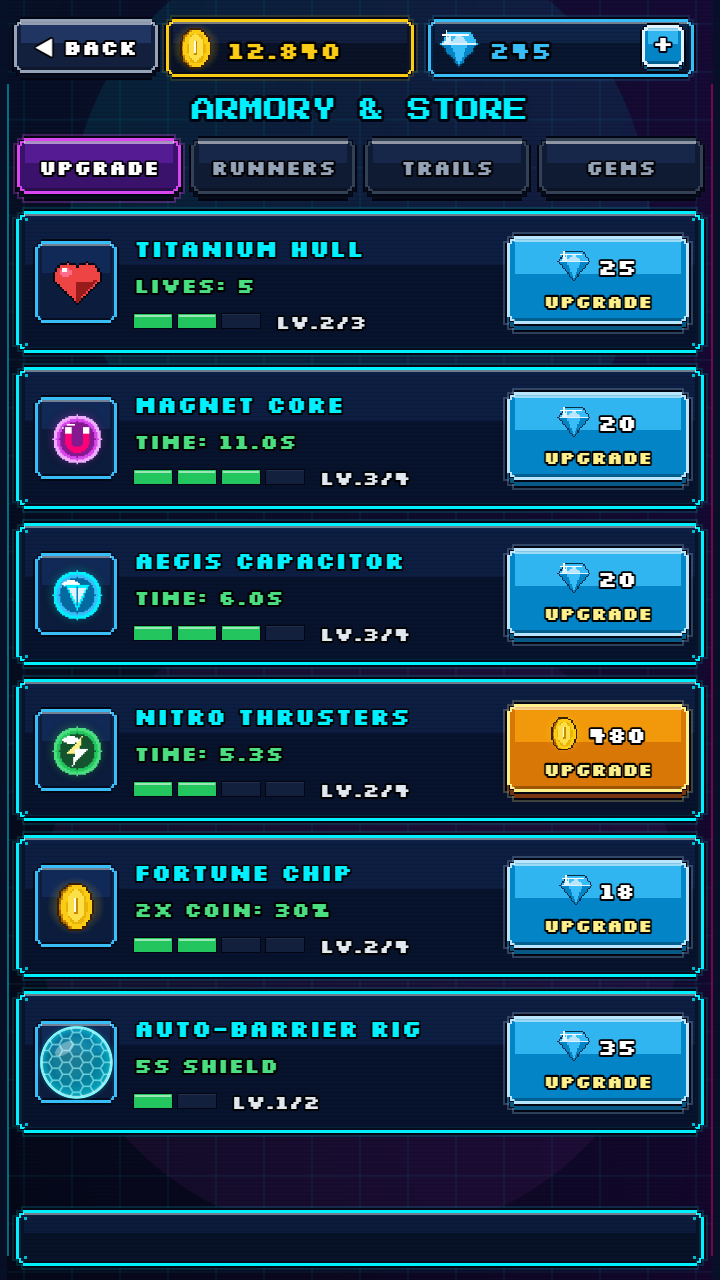 ◀ BACK
12.840
245
+
ARMORY & STORE
UPGRADE
RUNNERS
TRAILS
GEMS
TITANIUM HULL
LIVES: 5
LV.2/3
25
UPGRADE
MAGNET CORE
TIME: 11.0S
LV.3/4
20
UPGRADE
AEGIS CAPACITOR
TIME: 6.0S
LV.3/4
20
UPGRADE
NITRO THRUSTERS
TIME: 5.3S
LV.2/4
480
UPGRADE
FORTUNE CHIP
2X COIN: 30%
LV.2/4
18
UPGRADE
AUTO-BARRIER RIG
5S SHIELD
LV.1/2
35
UPGRADE